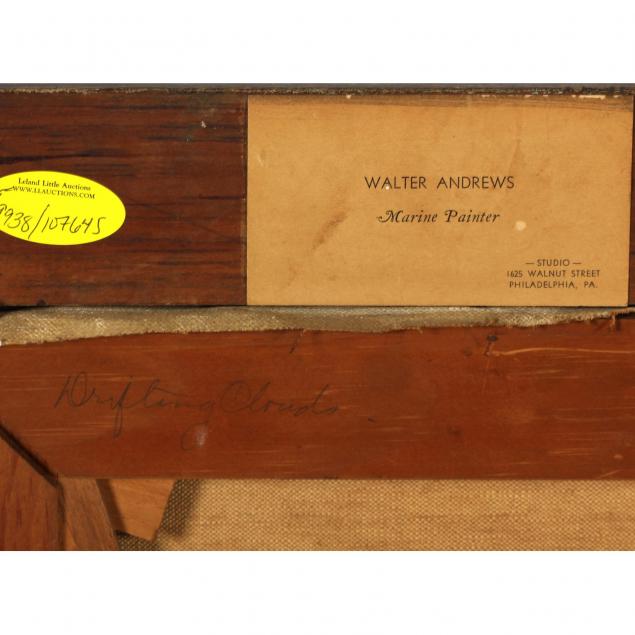 Leland Little Auctions
WWW.LLAUCTIONS.COM
9938/107645
WALTER ANDREWS
Marine Painter
— STUDIO —
1625 WALNUT STREET
PHILADELPHIA, PA.
Drifting Clouds